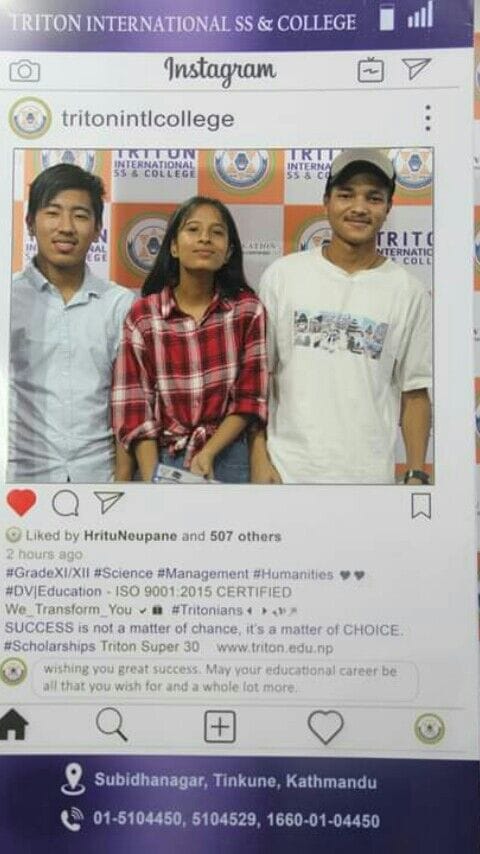 TRITON INTERNATIONAL SS & COLLEGE
Instagram
tritonintlcollege
TRITON
INTERNATIONAL
SS & COLLEGE
TRITO
INTERNATIONAL
SS & COLL
Liked by HrituNeupane and 507 others
2 hours ago
#GradeXI/XII #Science #Management #Humanities
#DV|Education - ISO 9001:2015 CERTIFIED
We_Transform_You #Tritonians
SUCCESS is not a matter of chance, it's a matter of CHOICE.
#Scholarships Triton Super 30 www.triton.edu.np
wishing you great success. May your educational career be
all that you wish for and a whole lot more.
Subidhanagar, Tinkune, Kathmandu
01-5104450, 5104529, 1660-01-04450